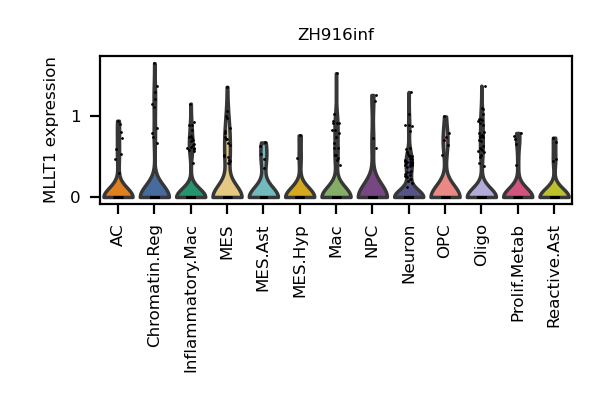 ZH916inf
MLLT1 expression
1
0
AC
Chromatin.Reg
Inflammatory.Mac
MES
MES.Ast
MES.Hyp
Mac
NPC
Neuron
OPC
Oligo
Prolif.Metab
Reactive.Ast